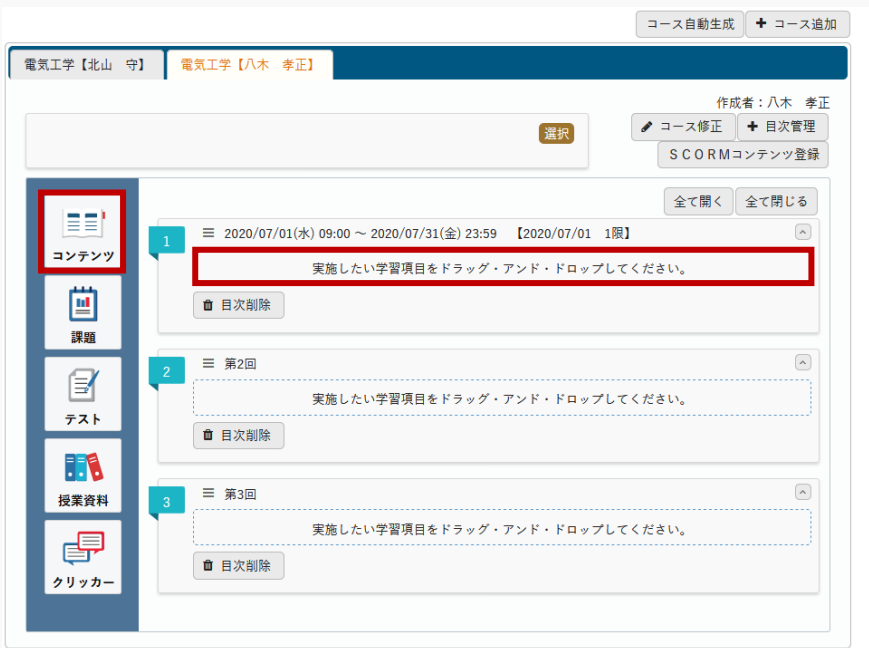 コース自動生成
コース追加
電気工学【北山　守】
電気工学【八木　孝正】
作成者：八木　孝正
選択
コース修正
目次管理
ＳＣＯＲＭコンテンツ登録
全て開く
全て閉じる
コンテンツ
課題
テスト
授業資料
クリッカー
1
2020/07/01(水) 09:00 ～ 2020/07/31(金) 23:59　【2020/07/01　1限】
実施したい学習項目をドラッグ・アンド・ドロップしてください。
目次削除
2
第2回
実施したい学習項目をドラッグ・アンド・ドロップしてください。
目次削除
3
第3回
実施したい学習項目をドラッグ・アンド・ドロップしてください。
目次削除